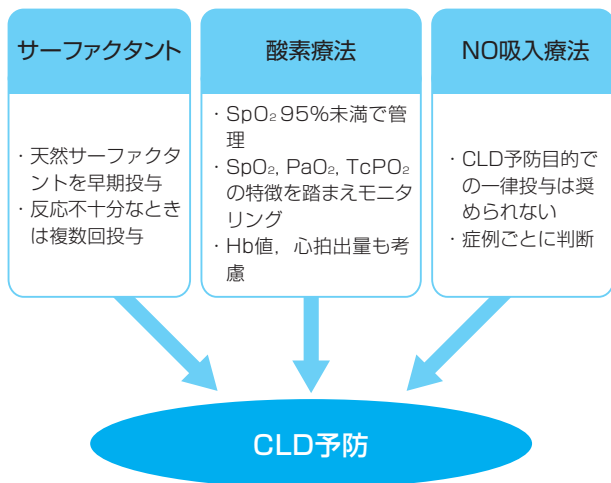 サーファクタント
・天然サーファクタ
ントを早期投与
・反応不十分なとき
は複数回投与
酸素療法
・SpO₂ 95%未満で管
理
・SpO₂, PaO₂, TcPO₂
の特徴を踏まえモニタ
リング
・Hb値，心拍出量も考
慮
NO吸入療法
・CLD予防目的で
の一律投与は奨
められない
・症例ごとに判断
CLD予防